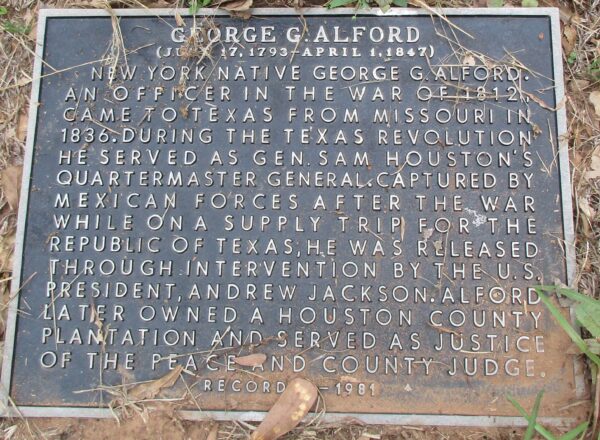 GEORGE G. ALFORD
17, 1793–APRIL 1, 1847)
NEW YORK NATIVE GEORGE G. ALFORD,
AN OFFICER IN THE WAR OF 1812,
CAME TO TEXAS FROM MISSOURI IN
1836. DURING THE TEXAS REVOLUTION
HE SERVED AS GEN. SAM HOUSTON'S
QUARTERMASTER GENERAL. CAPTURED BY
MEXICAN FORCES AFTER THE WAR
WHILE ON A SUPPLY TRIP FOR THE
REPUBLIC OF TEXAS, HE WAS RELEASED
THROUGH INTERVENTION BY THE U.S.
PRESIDENT, ANDREW JACKSON. ALFORD
LATER OWNED A HOUSTON COUNTY
PLANTATION AND SERVED AS JUSTICE
OF THE PEACE AND COUNTY JUDGE.
RECORDED–1981